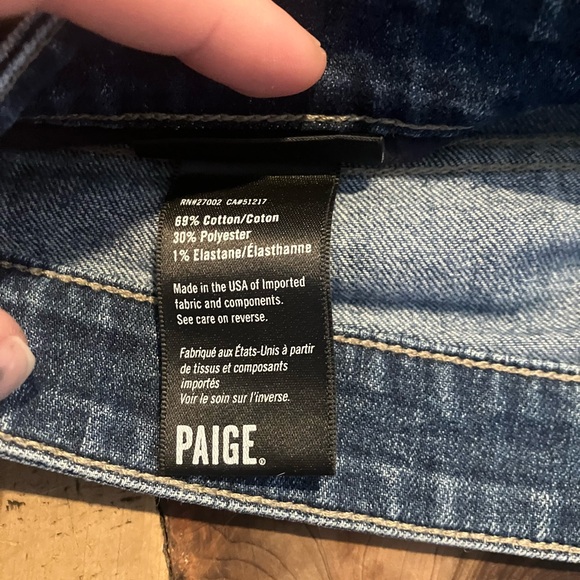 RN#27002 CA#51217
69% Cotton/Coton
30% Polyester
1% Elastane/Élasthanne
Made in the USA of Imported
fabric and components.
See care on reverse.
Fabriqué aux États-Unis à partir
de tissus et composants
importés
Voir le soin sur l'inverse.
PAIGE®